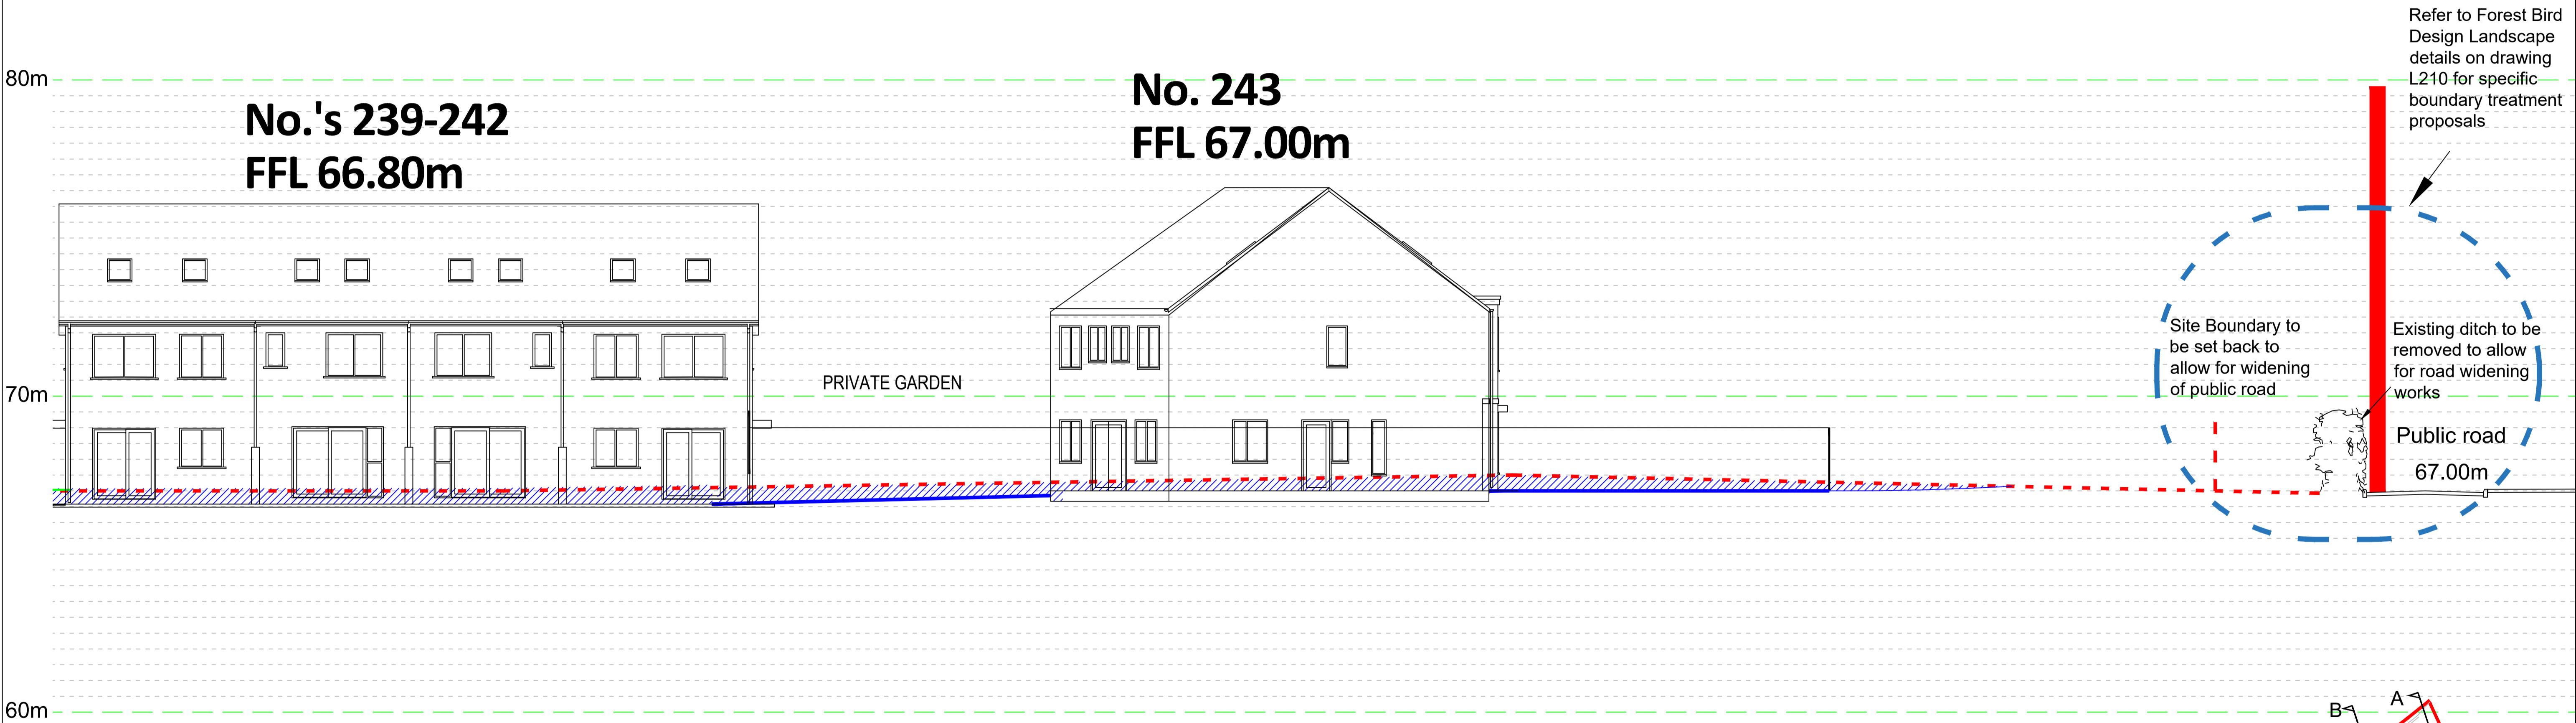 80m
No.'s 239-242
FFL 66.80m
No. 243
FFL 67.00m
Refer to Forest Bird
Design Landscape
details on drawing
L210 for specific
boundary treatment
proposals
70m
PRIVATE GARDEN
Site Boundary to
be set back to
allow for widening
of public road
Existing ditch to be
removed to allow
for road widening
works
Public road
67.00m
60m
B
A